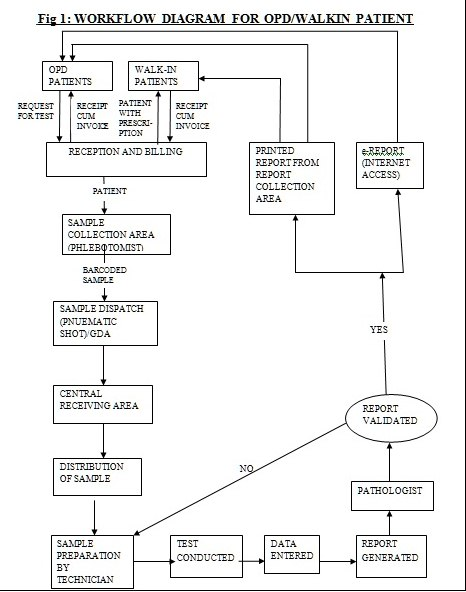 Fig 1: WORKFLOW DIAGRAM FOR OPD/WALKIN PATIENT
OPD
PATIENTS
WALK-IN
PATIENTS
REQUEST
FOR TEST
RECEIPT
CUM
INVOICE
PATIENT
WITH
PRESCRI-
PTION
RECEIPT
CUM
INVOICE
RECEPTION AND BILLING
PRINTED
REPORT FROM
REPORT
COLLECTION
AREA
e-REPORT
(INTERNET
ACCESS)
PATIENT
SAMPLE
COLLECTION AREA
(PHLEBOTOMIST)
BARCODED
SAMPLE
SAMPLE DISPATCH
(PNUEMATIC
SHOT)/GDA
YES
CENTRAL
RECEIVING AREA
REPORT
VALIDATED
DISTRIBUTION
OF SAMPLE
NO
PATHOLOGIST
SAMPLE
PREPARATION
BY
TECHNICIAN
TEST
CONDUCTED
DATA
ENTERED
REPORT
GENERATED